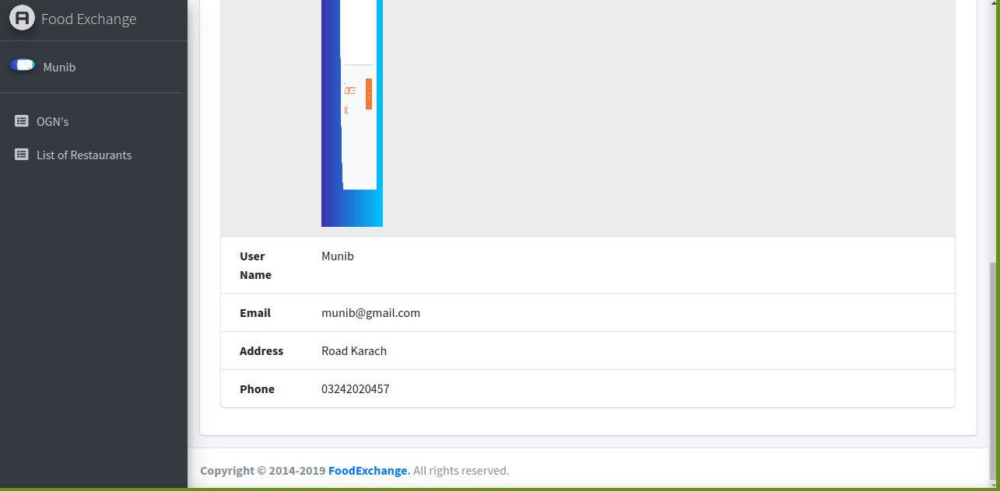 Food Exchange
Munib
OGN's
List of Restaurants
User Name Munib
Email munib@gmail.com
Address Road Karach
Phone 03242020457
Copyright © 2014-2019 FoodExchange. All rights reserved.